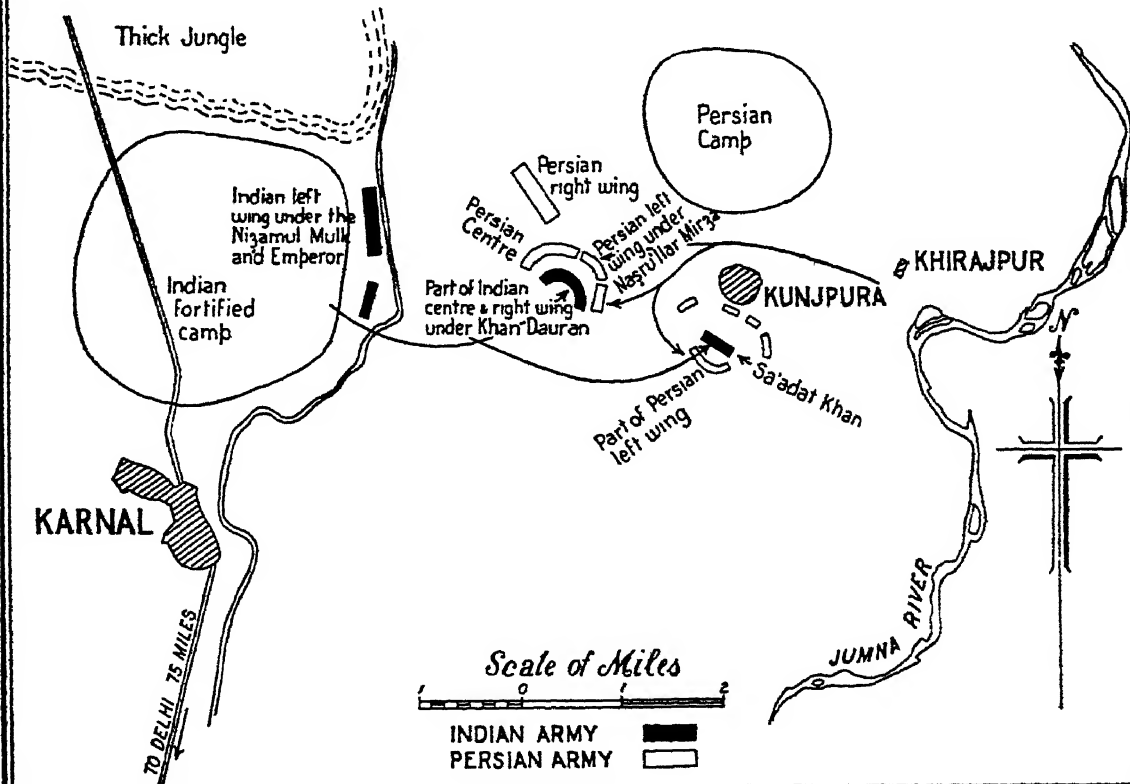 Thick Jungle
Persian
Camp
Persian
right wing
Indian left
wing under the
Nizamul Mulk
and Emperor
Persian
Centre
Persian left
wing under
Naṣru'llar Mirza
KHIRAJPUR
Indian
fortified
camp
Part of Indian
centre & right wing
under Khan-Dauran
KUNJPURA
N
Sa'adat Khan
Part of Persian
left wing
KARNAL
TO DELHI 75 MILES
JUMNA RIVER
Scale of Miles
1 0 1 2
INDIAN ARMY
PERSIAN ARMY